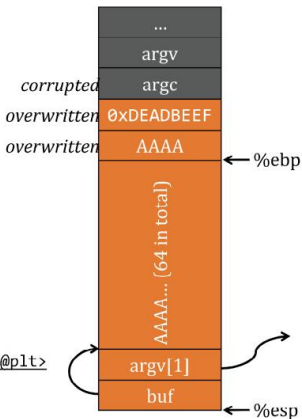 ...
argv
corrupted argc
overwritten 0xDEADBEEF
overwritten AAAA
%ebp
AAAA... (64 in total)
@plt>
argv[1]
buf
%esp